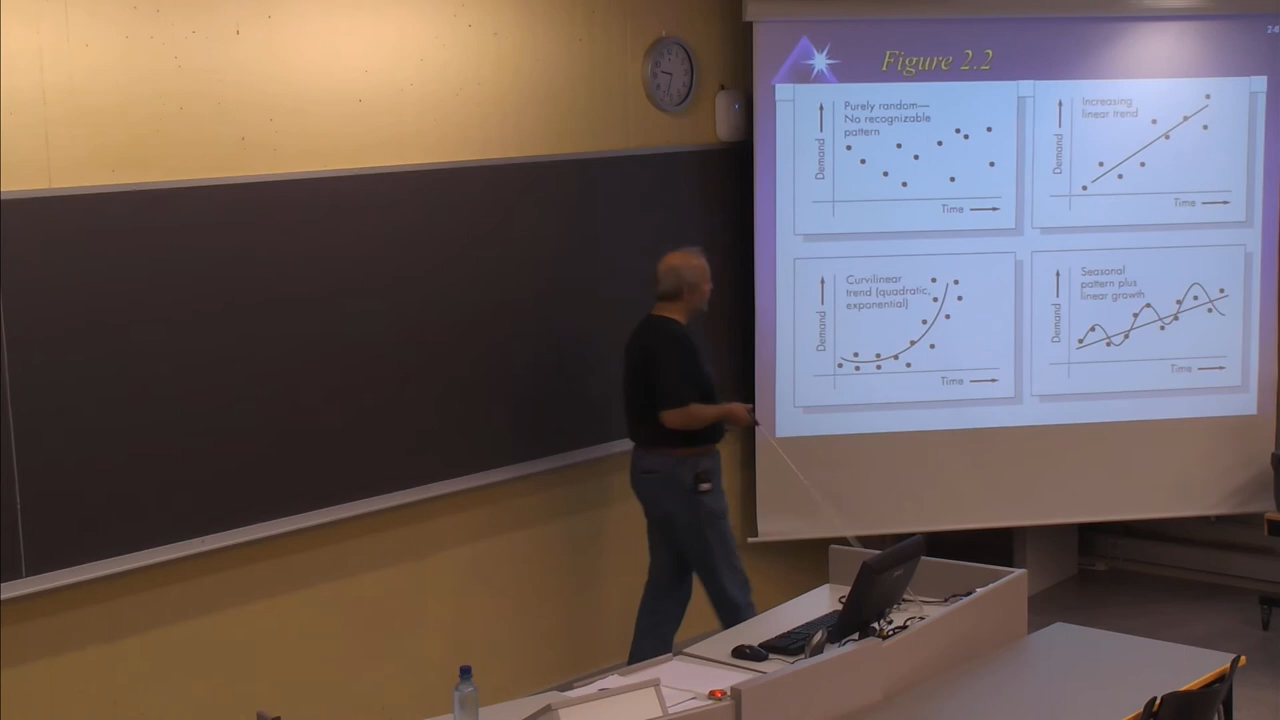 Figure 2.2
Purely random—
No recognizable
pattern
Demand
Time
Increasing
linear trend
Demand
Time
Curvilinear
trend (quadratic,
exponential)
Demand
Time
Seasonal
pattern plus
linear growth
Demand
Time